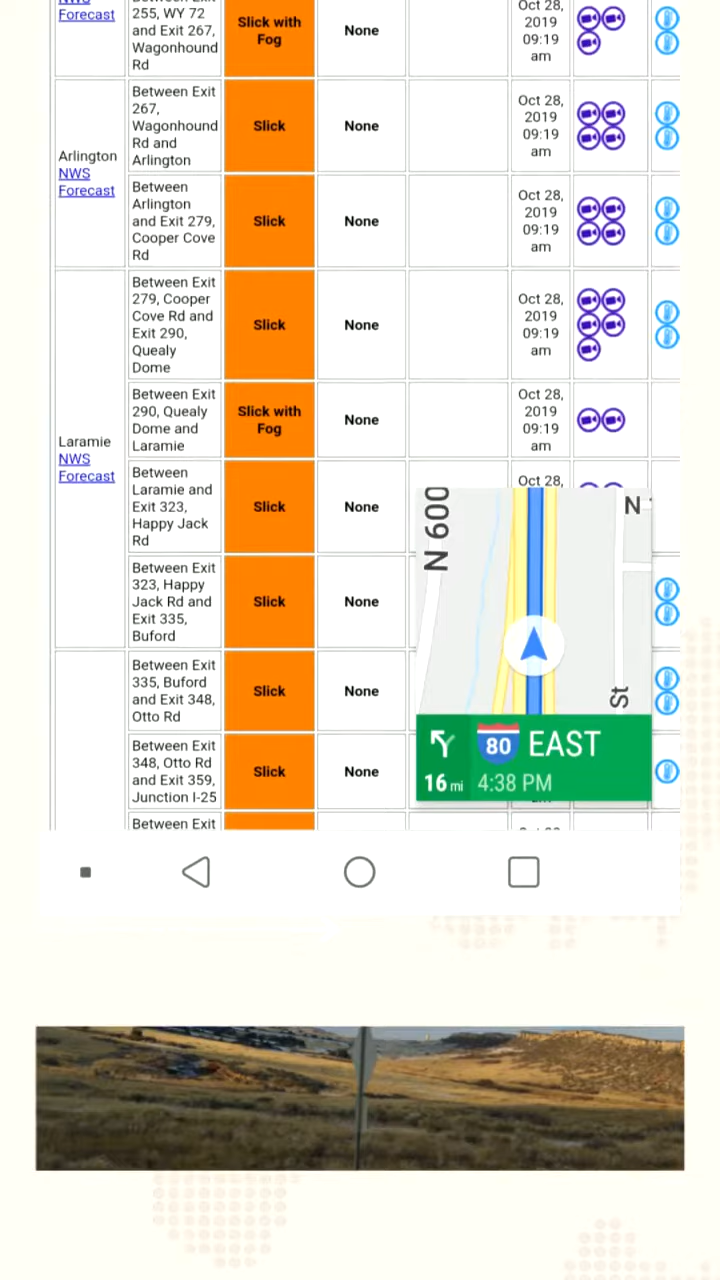 NWS
Forecast
Between Exit
255, WY 72
and Exit 267,
Wagonhound
Rd
Slick with
Fog
None
Oct 28,
2019
09:19
am
Arlington
NWS
Forecast
Between Exit
267,
Wagonhound
Rd and
Arlington
Slick
None
Oct 28,
2019
09:19
am
Between
Arlington
and Exit 279,
Cooper Cove
Rd
Slick
None
Oct 28,
2019
09:19
am
Laramie
NWS
Forecast
Between Exit
279, Cooper
Cove Rd and
Exit 290,
Quealy
Dome
Slick
None
Oct 28,
2019
09:19
am
Between Exit
290, Quealy
Dome and
Laramie
Slick with
Fog
None
Oct 28,
2019
09:19
am
Between
Laramie and
Exit 323,
Happy Jack
Rd
Slick
None
Oct 28,
Between Exit
323, Happy
Jack Rd and
Exit 335,
Buford
Slick
None
Between Exit
335, Buford
and Exit 348,
Otto Rd
Slick
None
Between Exit
348, Otto Rd
and Exit 359,
Junction I-25
Slick
None
Between Exit
N 600
N
St
80 EAST
16 mi 4:38 PM